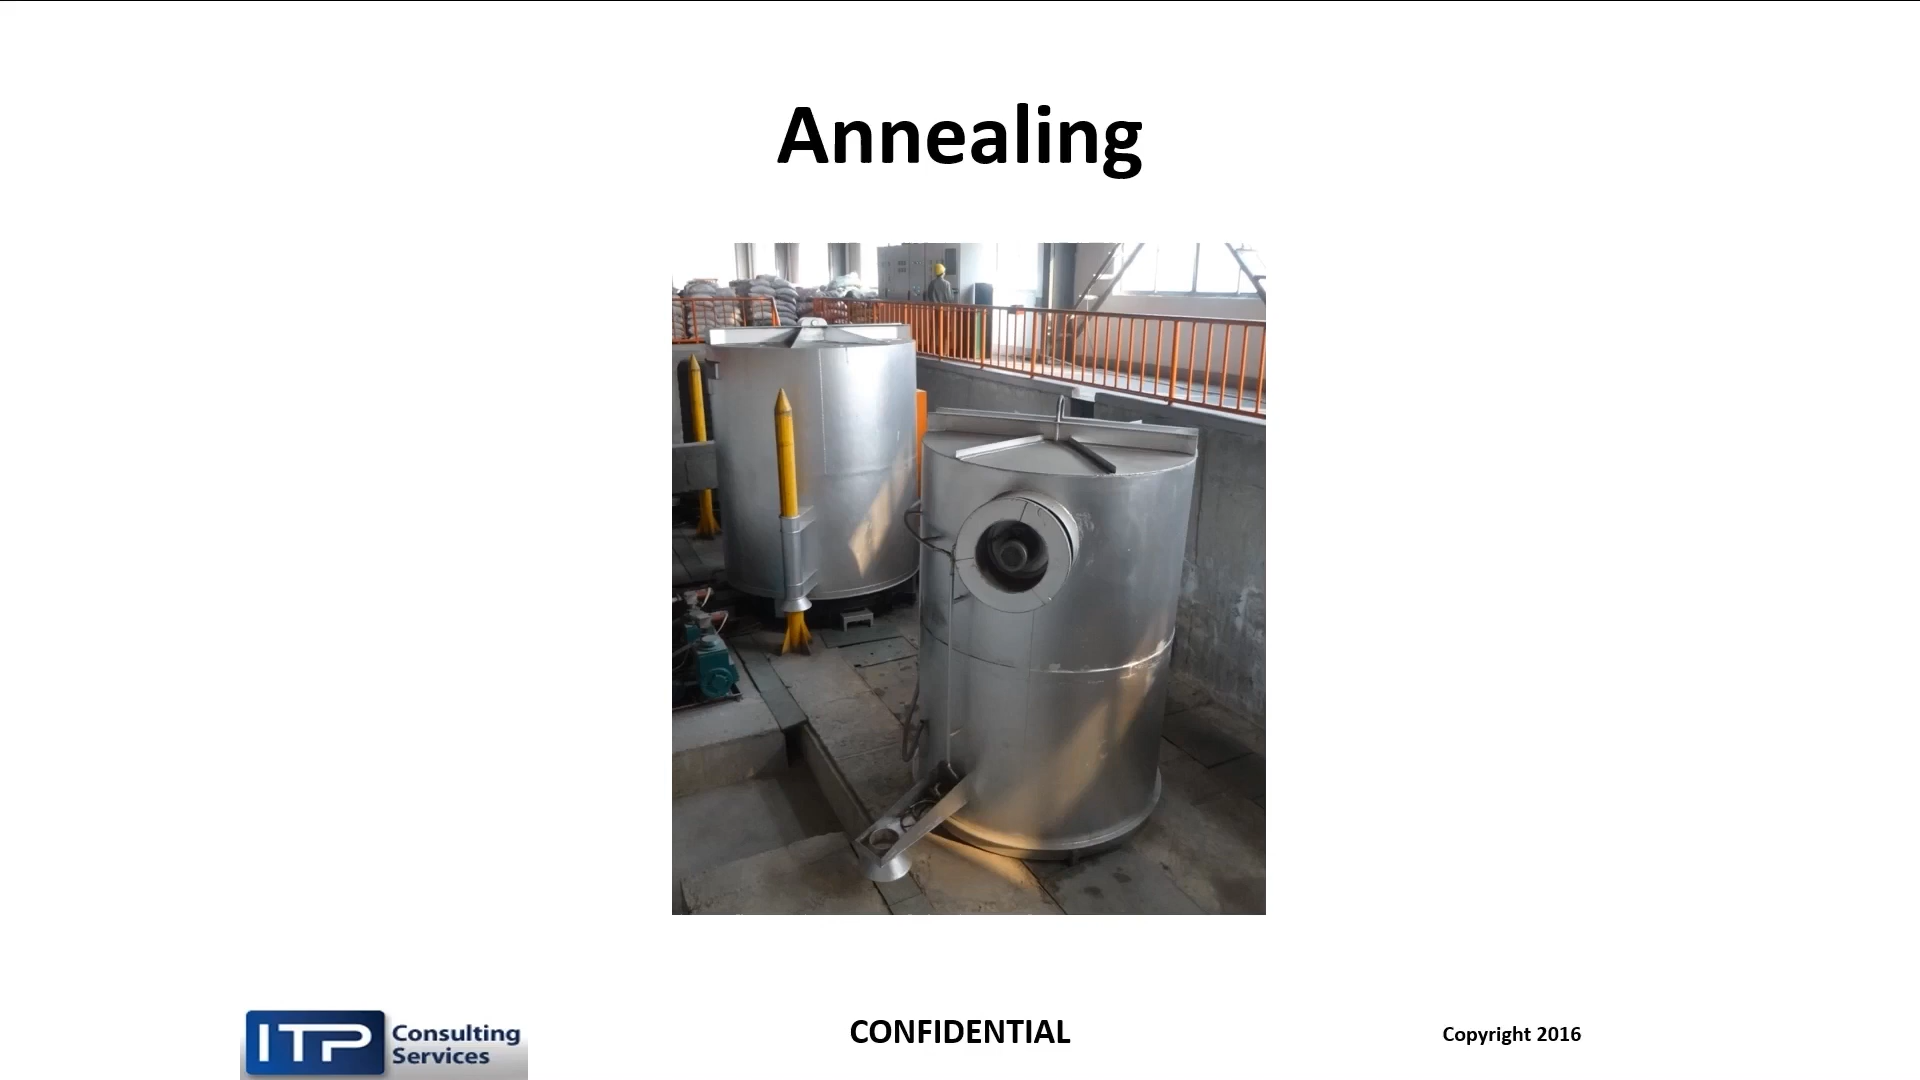 Annealing
ITP Consulting
Services
CONFIDENTIAL
Copyright 2016